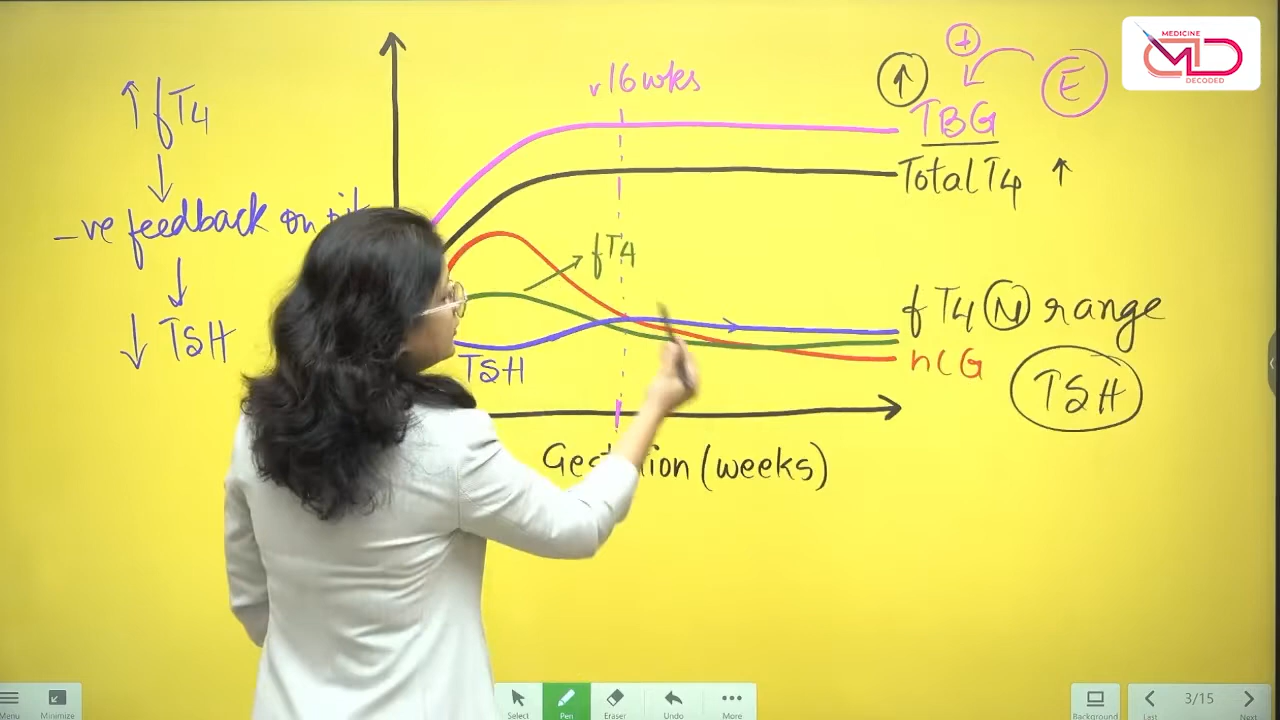 MEDICINE
MD
DECODED
↑ fT4
↓
-ve feedback on pit
↓
↓ TSH
~16 wks
↑
+
E
TBG
Total T4 ↑
fT4
fT4 N range
hCG
TSH
TSH
Gestation (weeks)
Menu
Minimize
Select
Pen
Eraser
Undo
More
Background
3/15
Last
Next